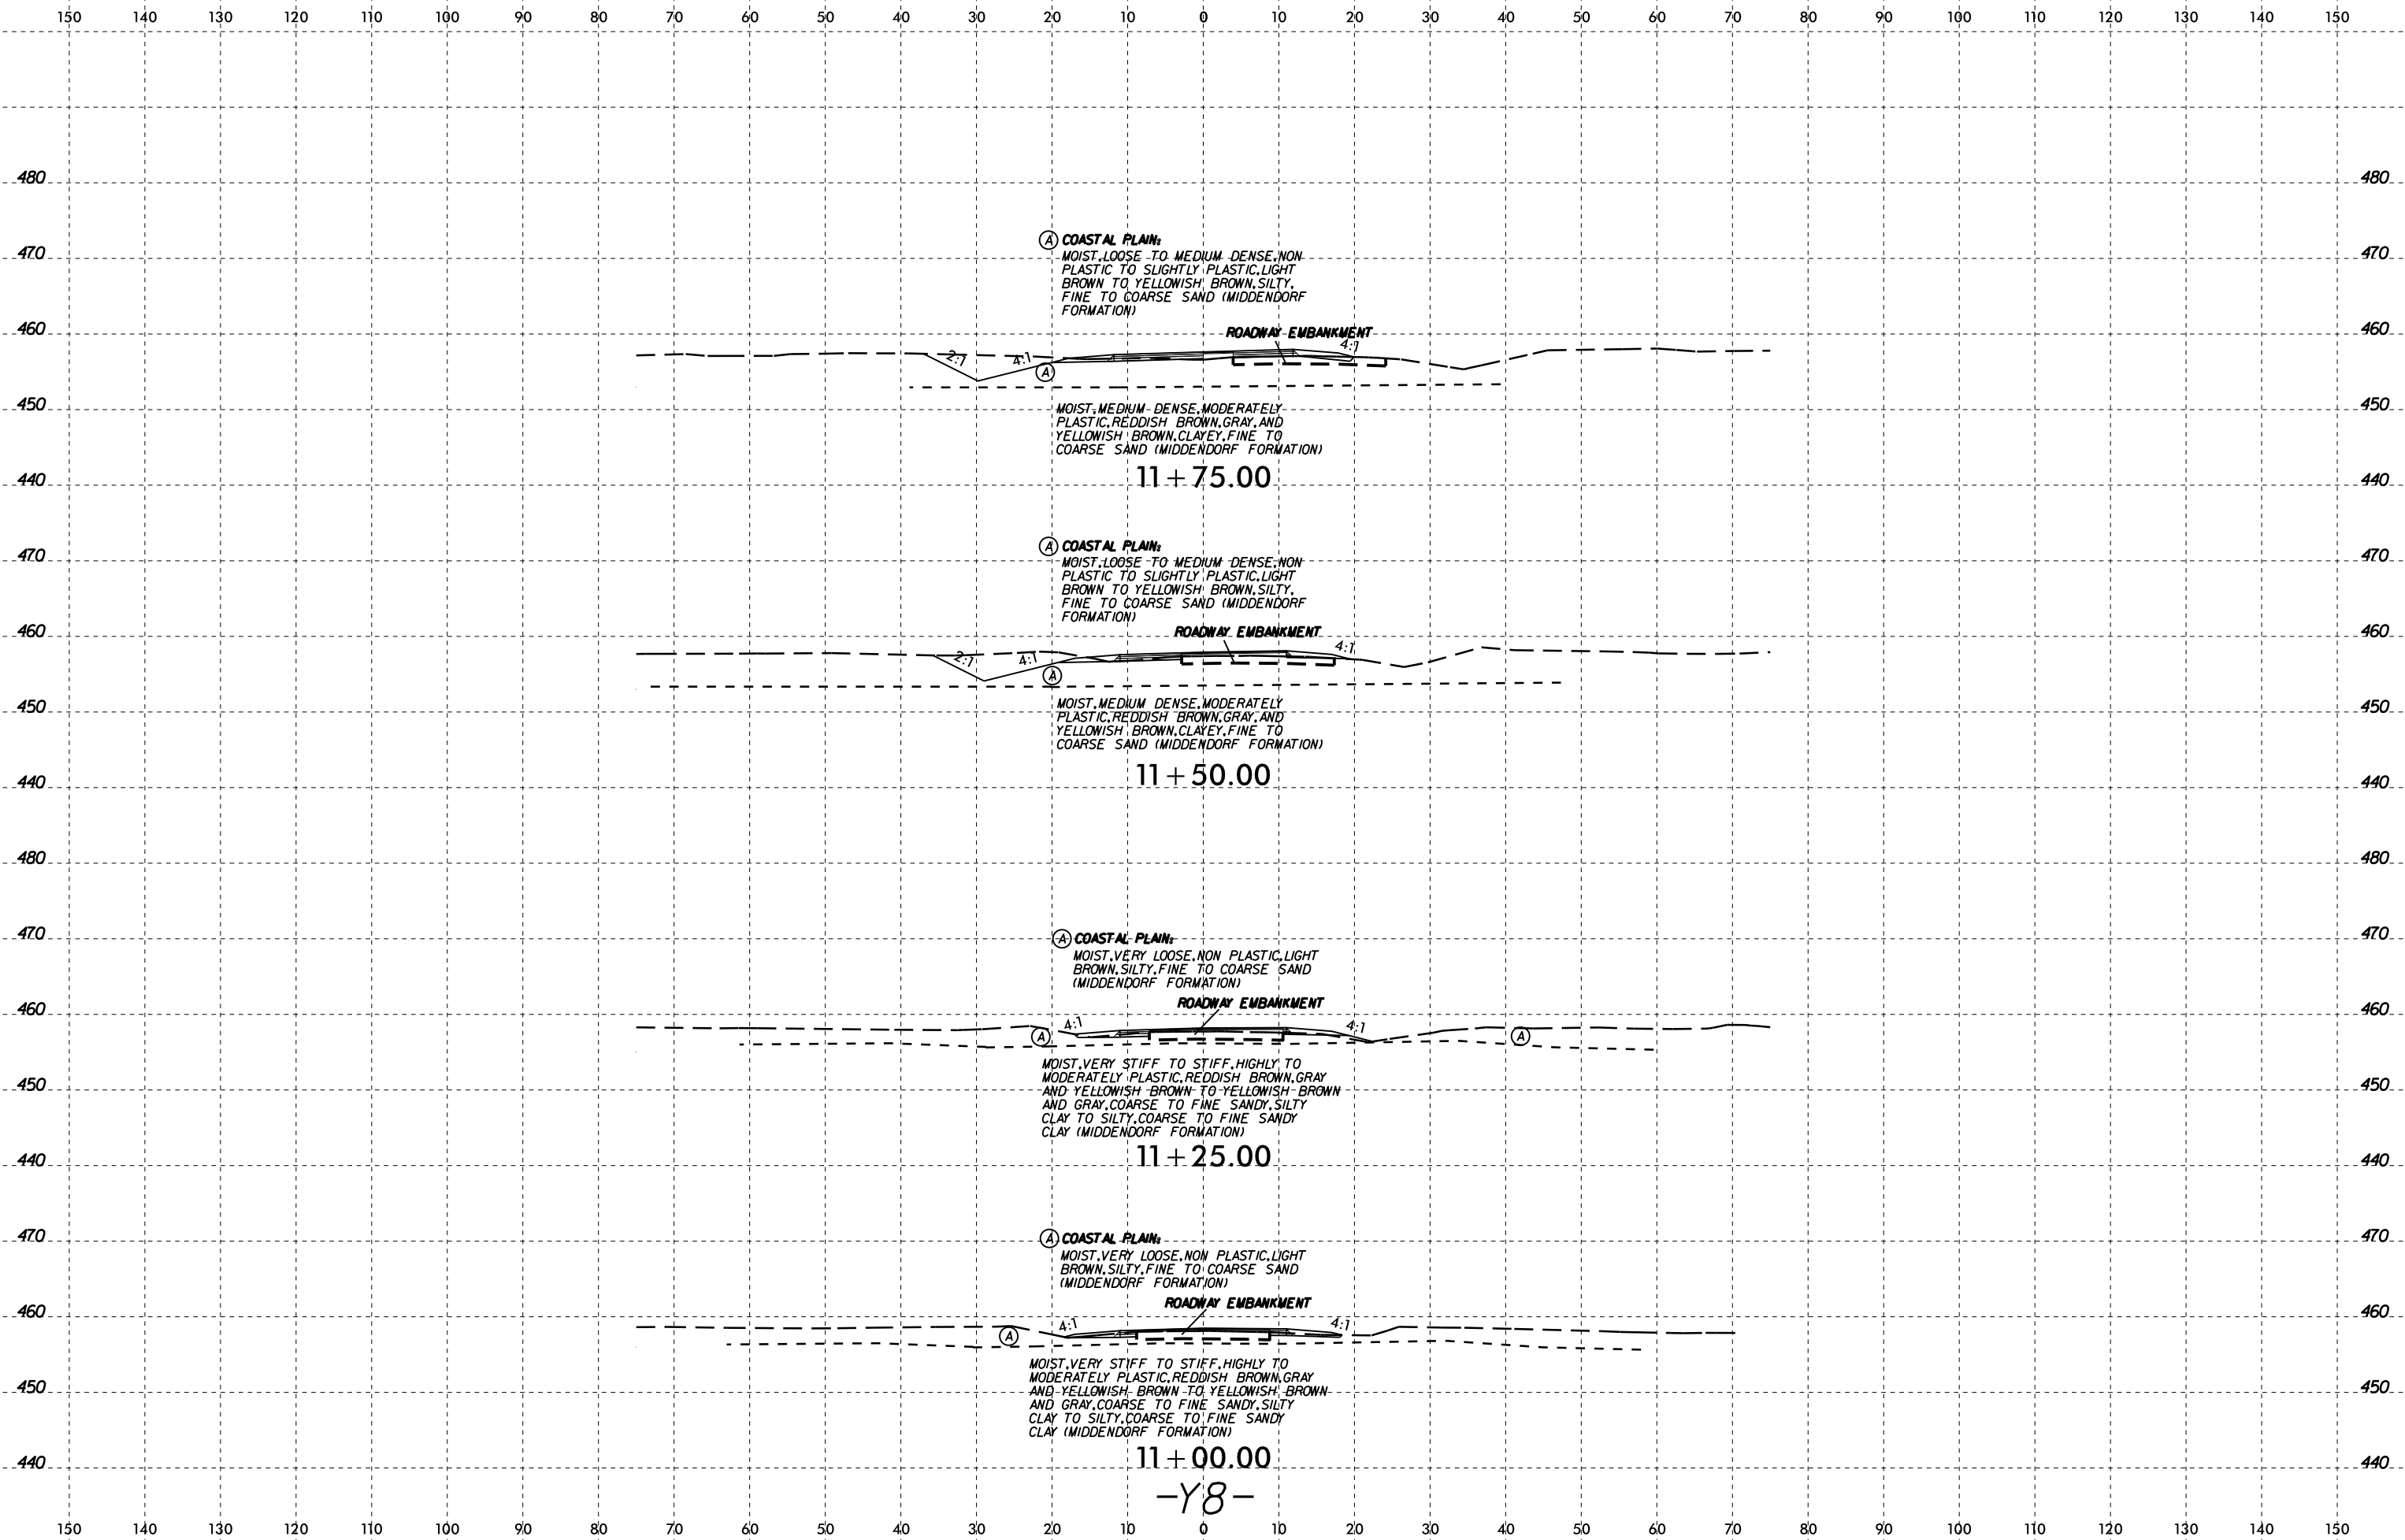 150 140 130 120 110 100 90 80 70 60 50 40 30 20 10 0 10 20 30 40 50 60 70 80 90 100 110 120 130 140 150
480 480
A COASTAL PLAIN:
470 470
MOIST,LOOSE TO MEDIUM DENSE,NON
PLASTIC TO SLIGHTLY PLASTIC,LIGHT
BROWN TO YELLOWISH BROWN,SILTY,
FINE TO COARSE SAND (MIDDENDORF
FORMATION)
460 ROADWAY EMBANKMENT 460
2:1 4:1 4:1
A
450 450
MOIST,MEDIUM DENSE,MODERATELY
PLASTIC,REDDISH BROWN,GRAY,AND
YELLOWISH BROWN,CLAYEY,FINE TO
COARSE SAND (MIDDENDORF FORMATION)
11+75.00
440 440
A COASTAL PLAIN:
470 470
MOIST,LOOSE TO MEDIUM DENSE,NON
PLASTIC TO SLIGHTLY PLASTIC,LIGHT
BROWN TO YELLOWISH BROWN,SILTY,
FINE TO COARSE SAND (MIDDENDORF
FORMATION)
460 ROADWAY EMBANKMENT 460
2:1 4:1 4:1
A
450 450
MOIST,MEDIUM DENSE,MODERATELY
PLASTIC,REDDISH BROWN,GRAY,AND
YELLOWISH BROWN,CLAYEY,FINE TO
COARSE SAND (MIDDENDORF FORMATION)
11+50.00
440 440
480 480
470 470
A COASTAL PLAIN:
MOIST,VERY LOOSE,NON PLASTIC,LIGHT
BROWN,SILTY,FINE TO COARSE SAND
(MIDDENDORF FORMATION)
ROADWAY EMBANKMENT
460 460
4:1 4:1
A A
MOIST,VERY STIFF TO STIFF,HIGHLY TO
MODERATELY PLASTIC,REDDISH BROWN,GRAY
450 450
AND YELLOWISH BROWN TO YELLOWISH BROWN
AND GRAY,COARSE TO FINE SANDY,SILTY
CLAY TO SILTY,COARSE TO FINE SANDY
CLAY (MIDDENDORF FORMATION)
11+25.00
440 440
470 470
A COASTAL PLAIN:
MOIST,VERY LOOSE,NON PLASTIC,LIGHT
BROWN,SILTY,FINE TO COARSE SAND
(MIDDENDORF FORMATION)
ROADWAY EMBANKMENT
460 460
4:1 4:1
A
MOIST,VERY STIFF TO STIFF,HIGHLY TO
MODERATELY PLASTIC,REDDISH BROWN,GRAY
450 450
AND YELLOWISH BROWN TO YELLOWISH BROWN
AND GRAY,COARSE TO FINE SANDY,SILTY
CLAY TO SILTY,COARSE TO FINE SANDY
CLAY (MIDDENDORF FORMATION)
11+00.00
440 440
-Y8-
150 140 130 120 110 100 90 80 70 60 50 40 30 20 10 0 10 20 30 40 50 60 70 80 90 100 110 120 130 140 150